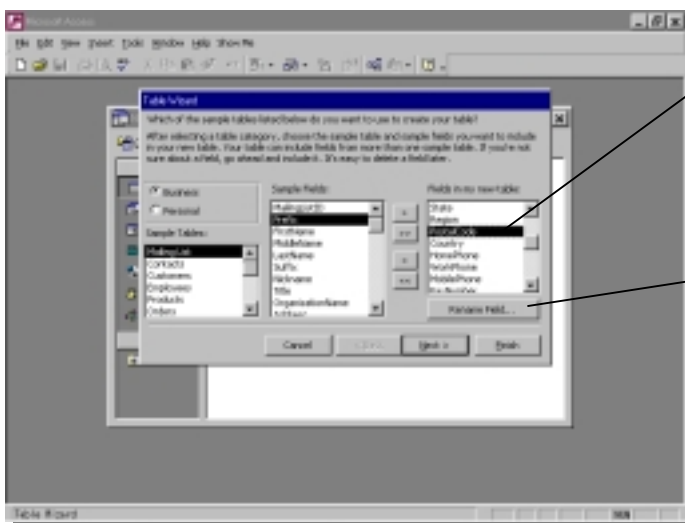 Microsoft Access
File Edit View Insert Tools Window Help Show Me
Table Wizard
Which of the sample tables listed below do you want to use to create your table?
After selecting a table category, choose the sample table and sample fields you want to include
in your new table. Your table can include fields from more than one sample table. If you're not
sure about a field, go ahead and include it. It's easy to delete a field later.
Business
Personal
Sample Tables:
Mailing List
Contacts
Customers
Employees
Products
Orders
Sample Fields:
MailingListID
Prefix
FirstName
MiddleName
LastName
Suffix
Nickname
Title
OrganizationName
Address
>
>>
<
<<
Fields in my new table:
State
Region
PostalCode
Country
HomePhone
WorkPhone
MobilePhone
FaxNumber
Rename Field...
Cancel
< Back
Next >
Finish
Table Wizard
NUM